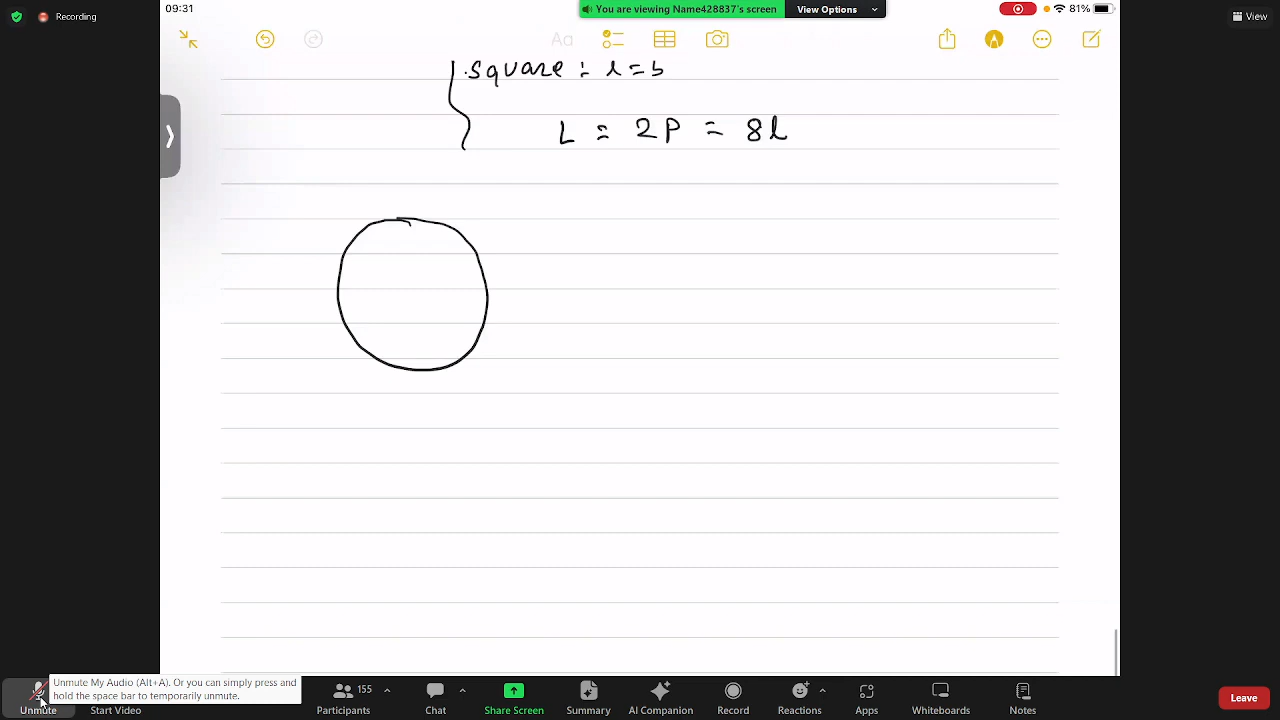 09:31
You are viewing Name428837's screen
View Options
81%
Recording
View
Aa
square : l = b
L = 2P = 8l
Unmute My Audio (Alt+A). Or you can simply press and
hold the space bar to temporarily unmute.
155
Unmute
Start Video
Participants
Chat
Share Screen
Summary
AI Companion
Record
Reactions
Apps
Whiteboards
Notes
Leave